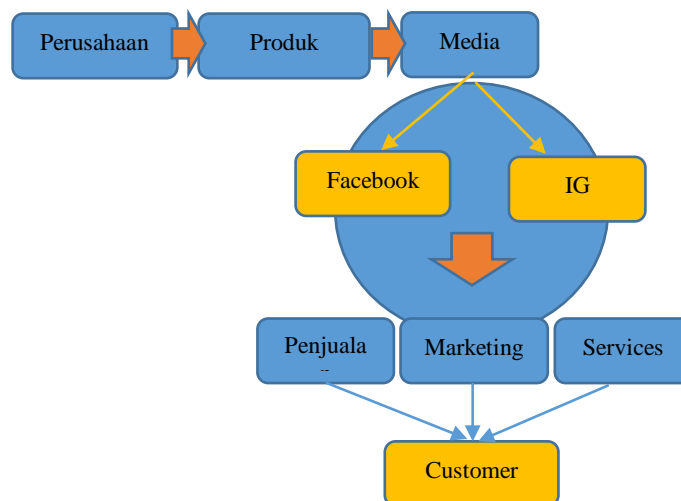 Perusahaan
Produk
Media
Facebook
IG
Penjuala
Marketing
Services
Customer